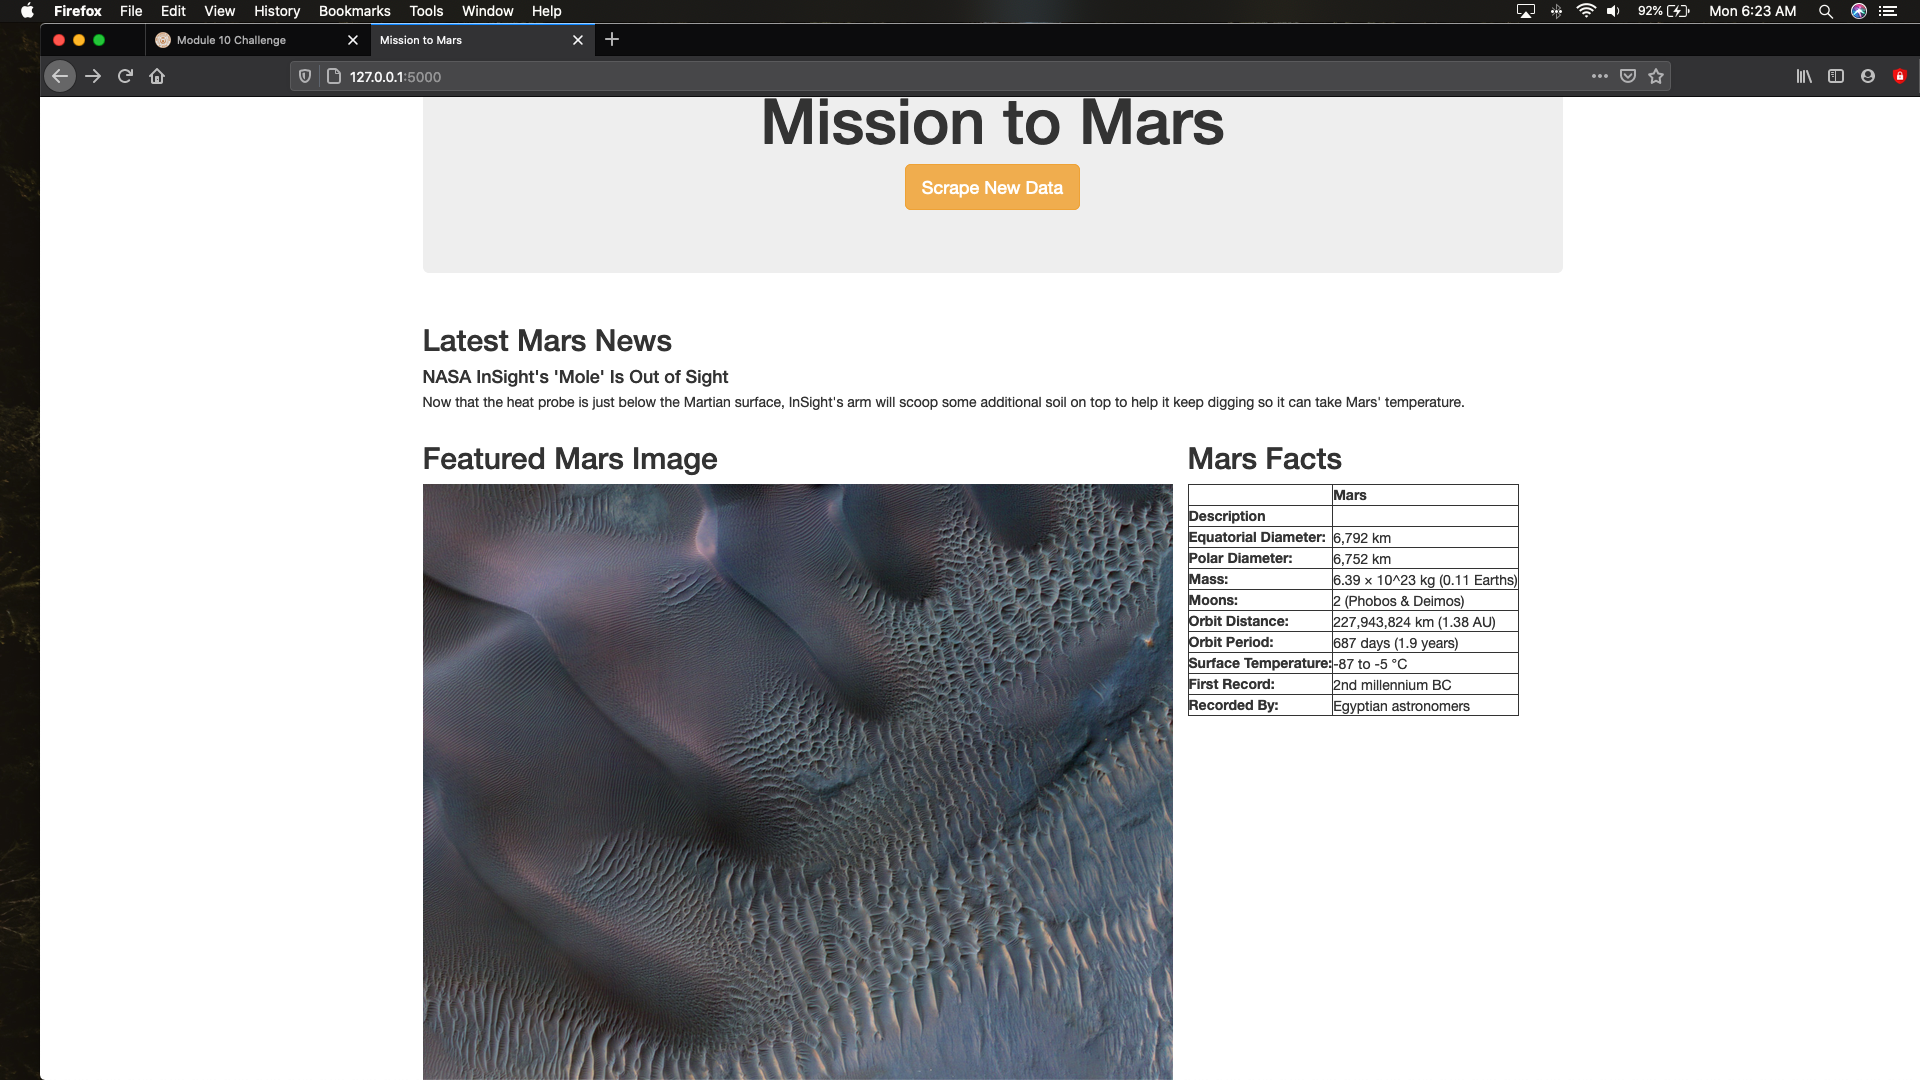 Firefox File Edit View History Bookmarks Tools Window Help 92% Mon 6:23 AM
Module 10 Challenge Mission to Mars
127.0.0.1:5000
Mission to Mars
Scrape New Data
Latest Mars News
NASA InSight's 'Mole' Is Out of Sight
Now that the heat probe is just below the Martian surface, InSight's arm will scoop some additional soil on top to help it keep digging so it can take Mars' temperature.
Featured Mars Image
Mars Facts
Mars
Description
Equatorial Diameter: 6,792 km
Polar Diameter: 6,752 km
Mass: 6.39 × 10^23 kg (0.11 Earths)
Moons: 2 (Phobos & Deimos)
Orbit Distance: 227,943,824 km (1.38 AU)
Orbit Period: 687 days (1.9 years)
Surface Temperature: -87 to -5 °C
First Record: 2nd millennium BC
Recorded By: Egyptian astronomers